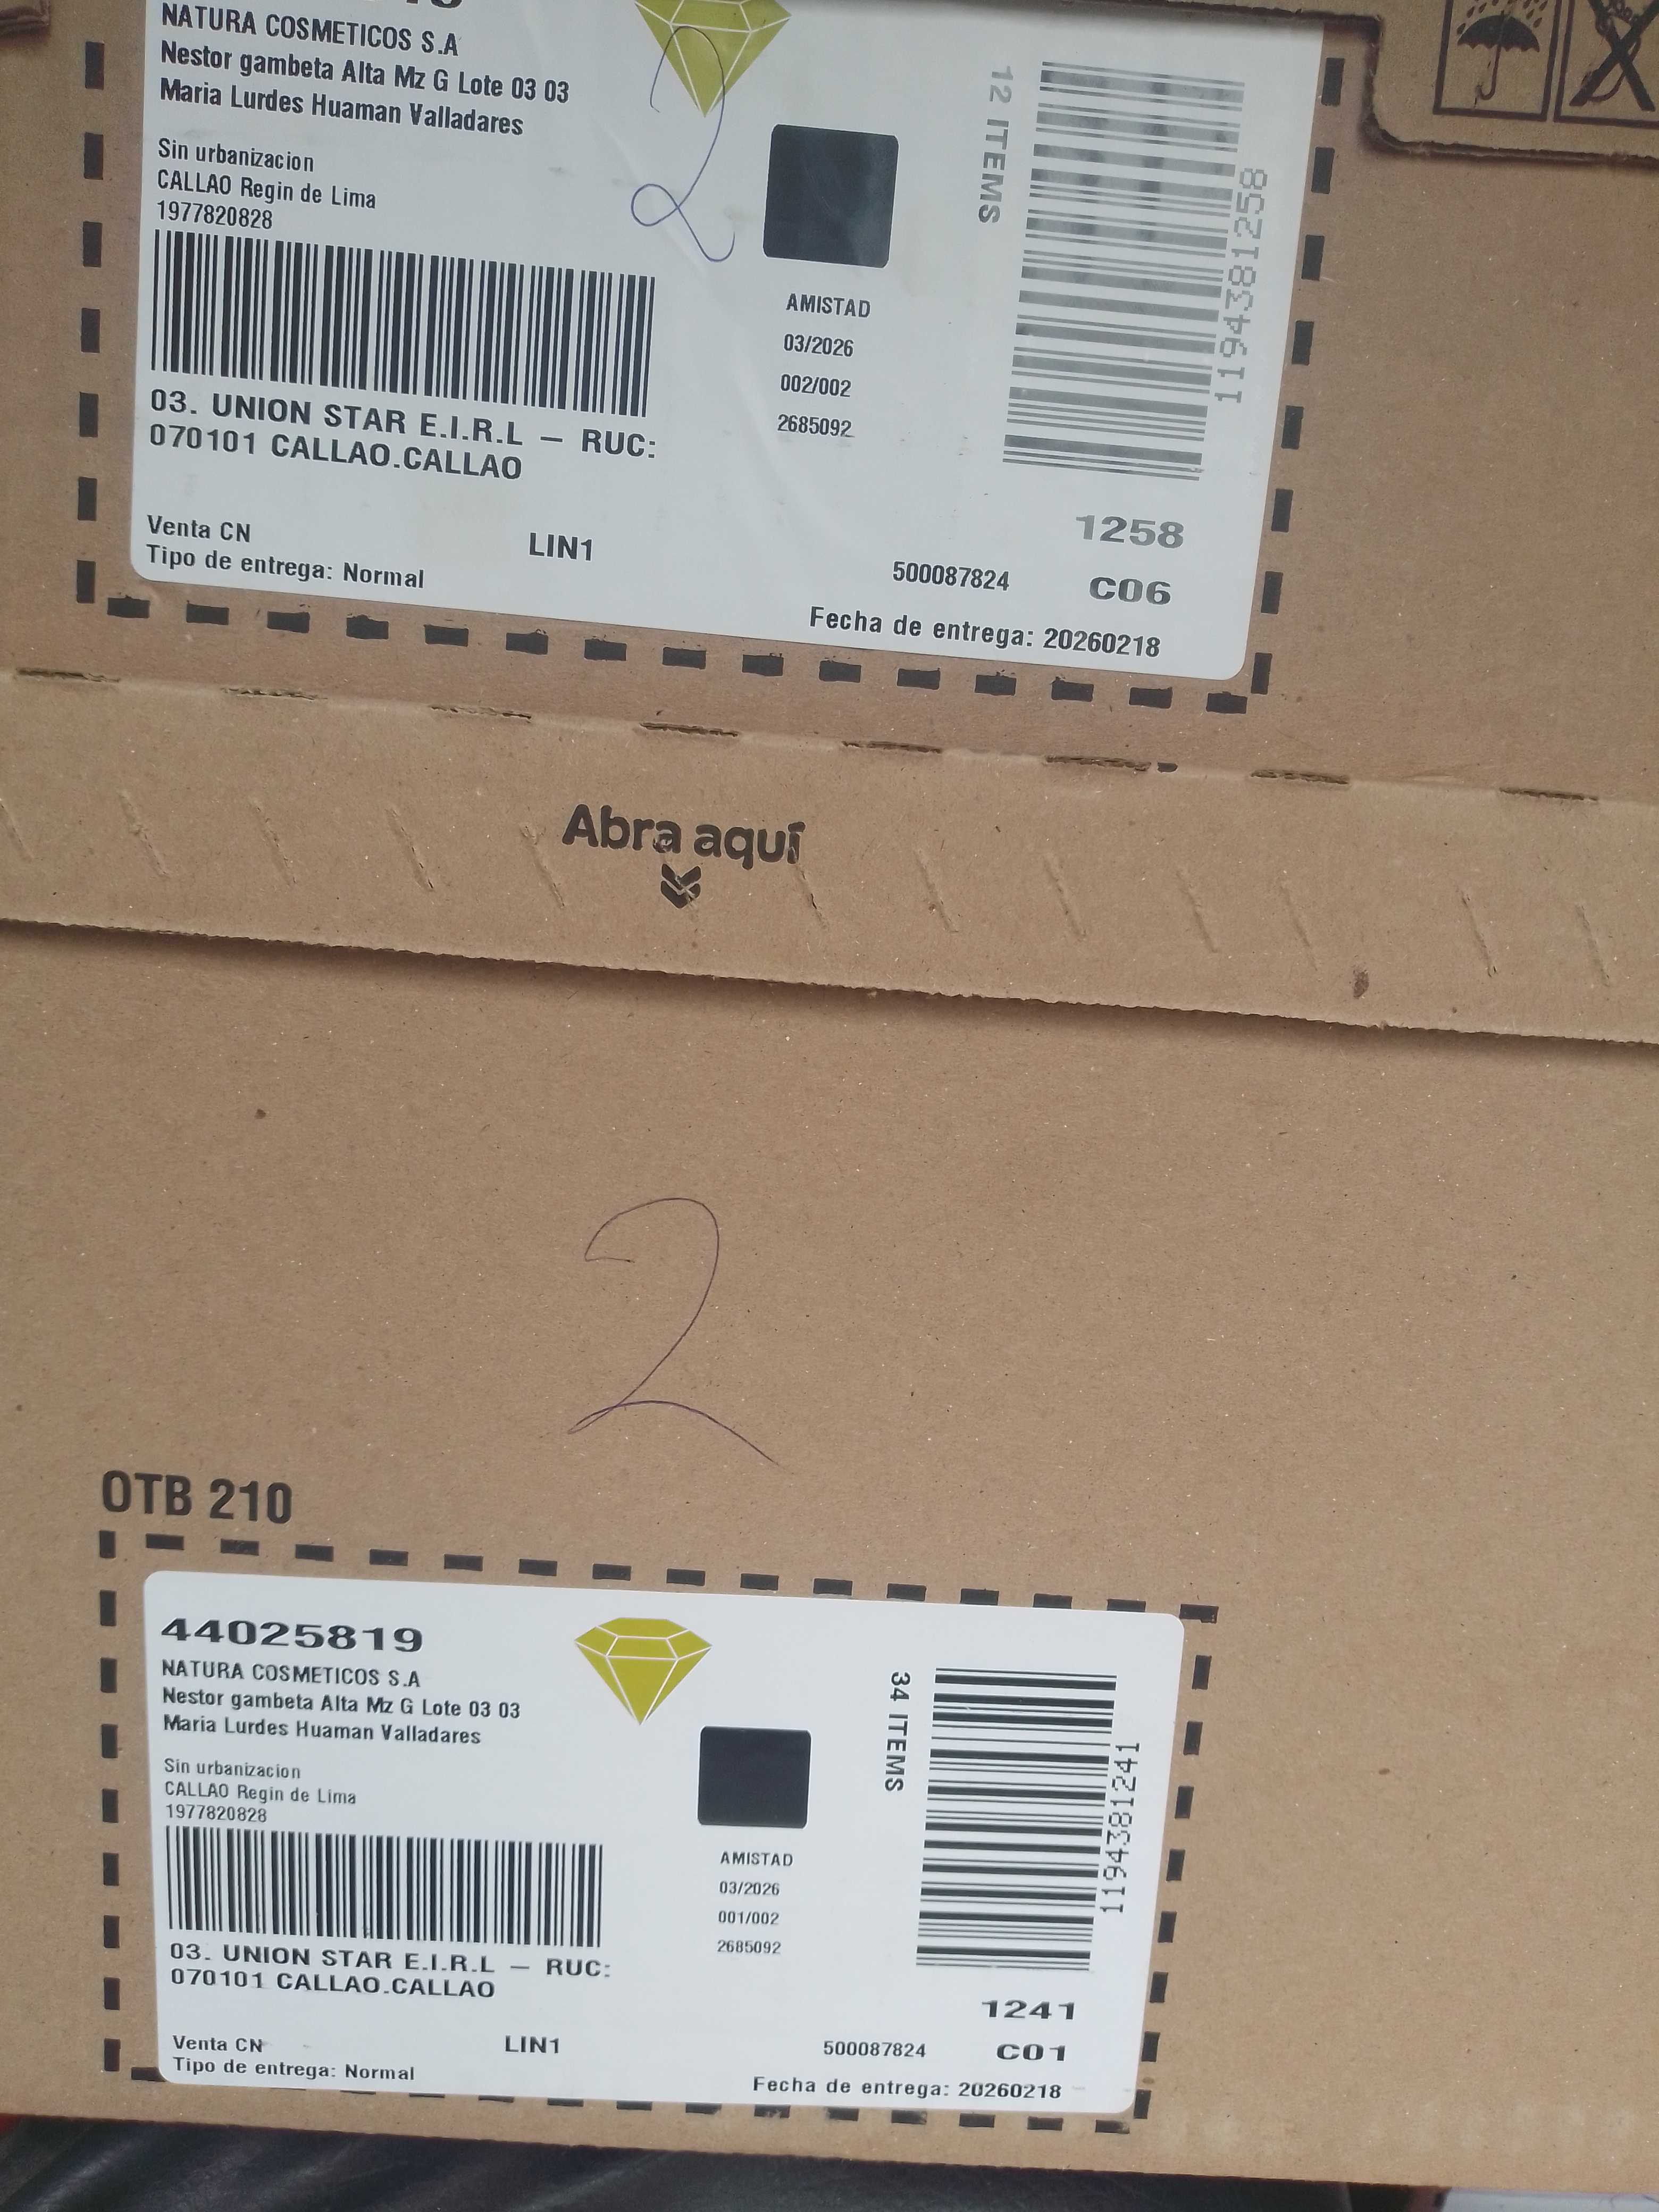 NATURA COSMETICOS S.A
Nestor gambeta Alta Mz G Lote 03 03
Maria Lurdes Huaman Valladares
Sin urbanizacion
CALLAO Regin de Lima
1977820828
03. UNION STAR E.I.R.L – RUC:
070101 CALLAO.CALLAO
Venta CN
Tipo de entrega: Normal
LIN1
2
AMISTAD
03/2026
002/002
2685092
12 ITEMS
1194381258
1258
500087824 C06
Fecha de entrega: 20260218
Abra aquí
2
OTB 210
44025819
NATURA COSMETICOS S.A
Nestor gambeta Alta Mz G Lote 03 03
Maria Lurdes Huaman Valladares
Sin urbanizacion
CALLAO Regin de Lima
1977820828
03. UNION STAR E.I.R.L – RUC:
070101 CALLAO.CALLAO
Venta CN
Tipo de entrega: Normal
LIN1
AMISTAD
03/2026
001/002
2685092
34 ITEMS
1194381241
1241
500087824 C01
Fecha de entrega: 20260218